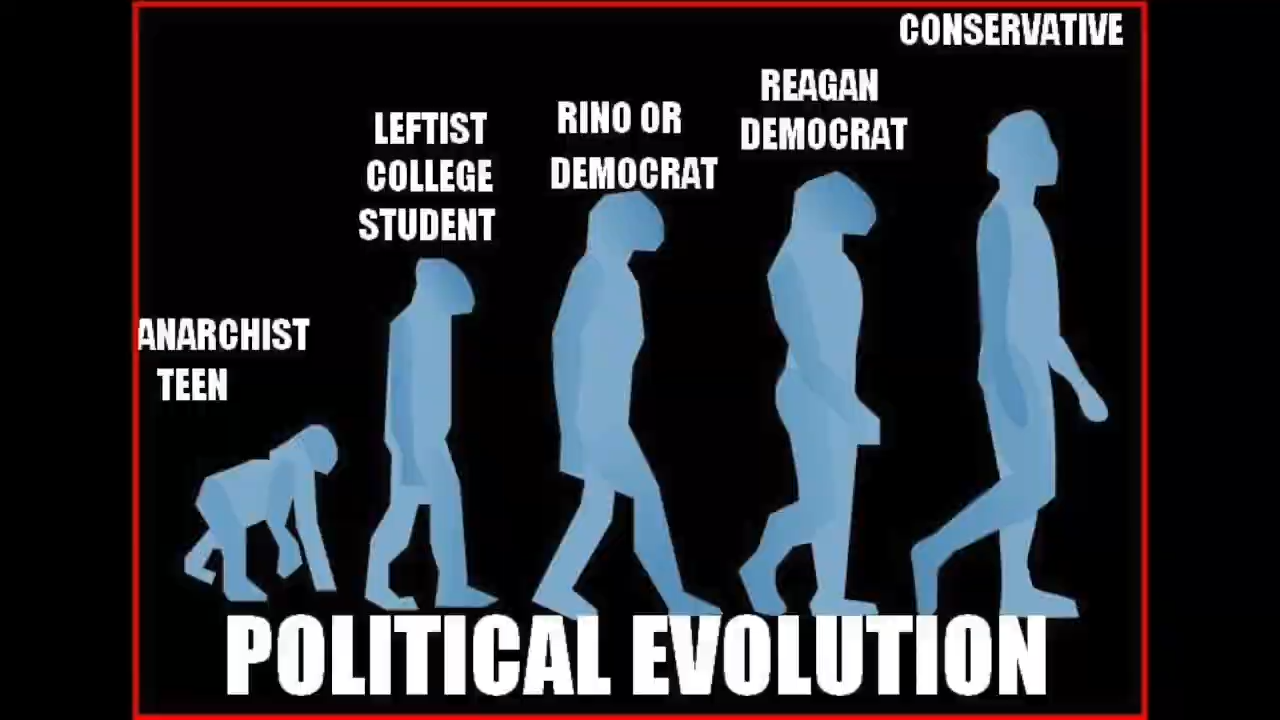 CONSERVATIVE
REAGAN
DEMOCRAT
RINO OR
DEMOCRAT
LEFTIST
COLLEGE
STUDENT
ANARCHIST
TEEN
POLITICAL EVOLUTION